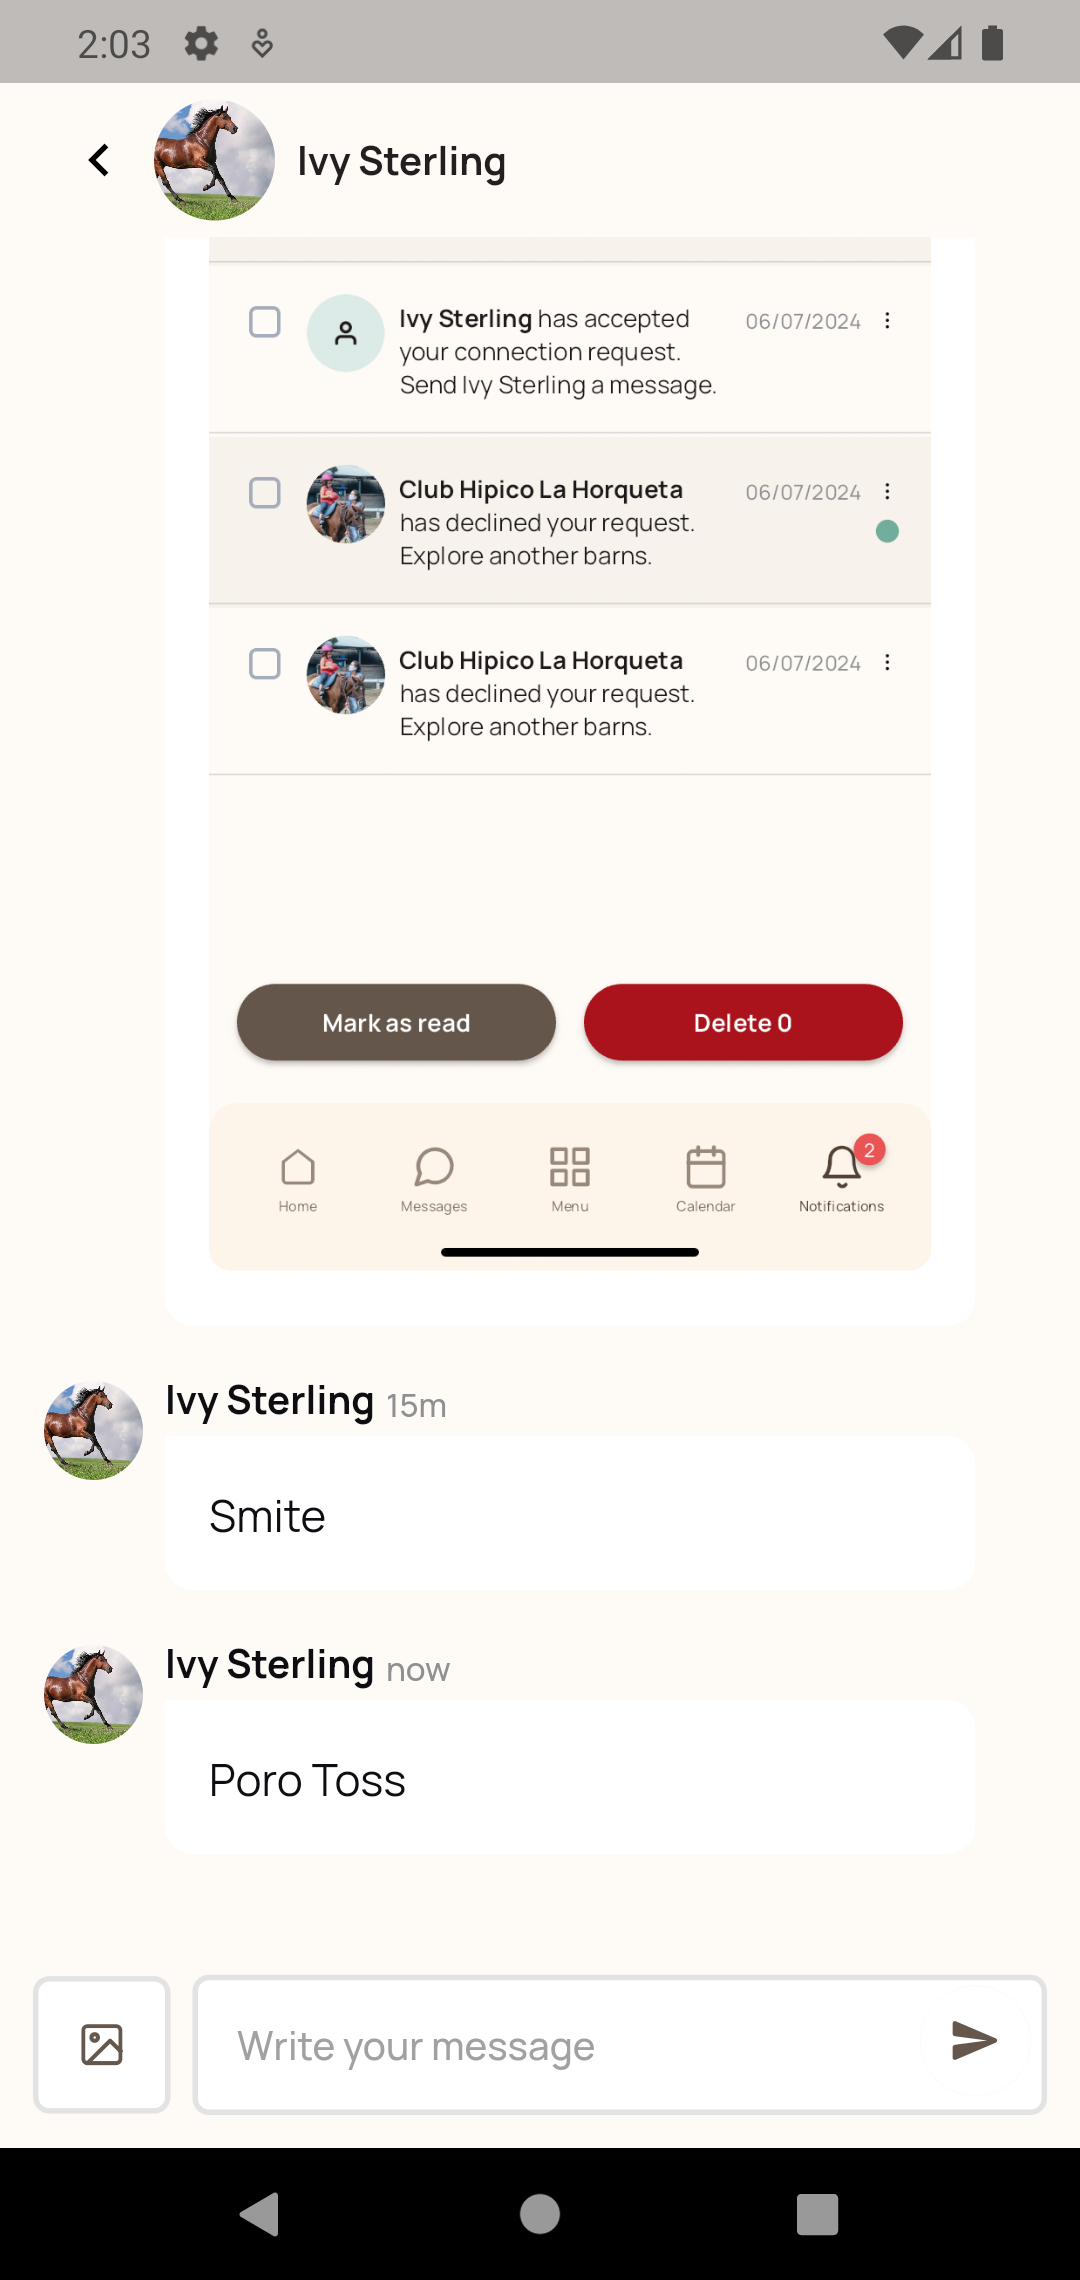 2:03
Ivy Sterling
Ivy Sterling has accepted
your connection request.
Send Ivy Sterling a message.
06/07/2024
Club Hipico La Horqueta
has declined your request.
Explore another barns.
06/07/2024
Club Hipico La Horqueta
has declined your request.
Explore another barns.
06/07/2024
Mark as read
Delete 0
Home
Messages
Menu
Calendar
2
Notifications
Ivy Sterling 15m
Smite
Ivy Sterling now
Poro Toss
Write your message